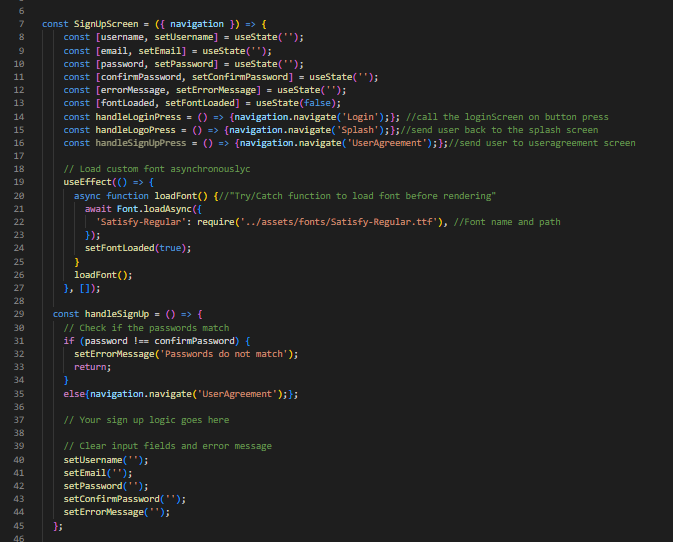 6
7 const SignUpScreen = ({ navigation }) => {
8 const [username, setUsername] = useState('');
9 const [email, setEmail] = useState('');
10 const [password, setPassword] = useState('');
11 const [confirmPassword, setConfirmPassword] = useState('');
12 const [errorMessage, setErrorMessage] = useState('');
13 const [fontLoaded, setFontLoaded] = useState(false);
14 const handleLoginPress = () => {navigation.navigate('Login');}; //call the loginScreen on button press
15 const handleLogoPress = () => {navigation.navigate('Splash');};//send user back to the splash screen
16 const handleSignUpPress = () => {navigation.navigate('UserAgreement');};//send user to useragreement screen
17
18 // Load custom font asynchronouslyc
19 useEffect(() => {
20 async function loadFont() {//"Try/Catch function to load font before rendering"
21 await Font.loadAsync({
22 'Satisfy-Regular': require('../assets/fonts/Satisfy-Regular.ttf'), //Font name and path
23 });
24 setFontLoaded(true);
25 }
26 loadFont();
27 }, []);
28
29 const handleSignUp = () => {
30 // Check if the passwords match
31 if (password !== confirmPassword) {
32 setErrorMessage('Passwords do not match');
33 return;
34 }
35 else{navigation.navigate('UserAgreement');};
36
37 // Your sign up logic goes here
38
39 // Clear input fields and error message
40 setUsername('');
41 setEmail('');
42 setPassword('');
43 setConfirmPassword('');
44 setErrorMessage('');
45 };
46